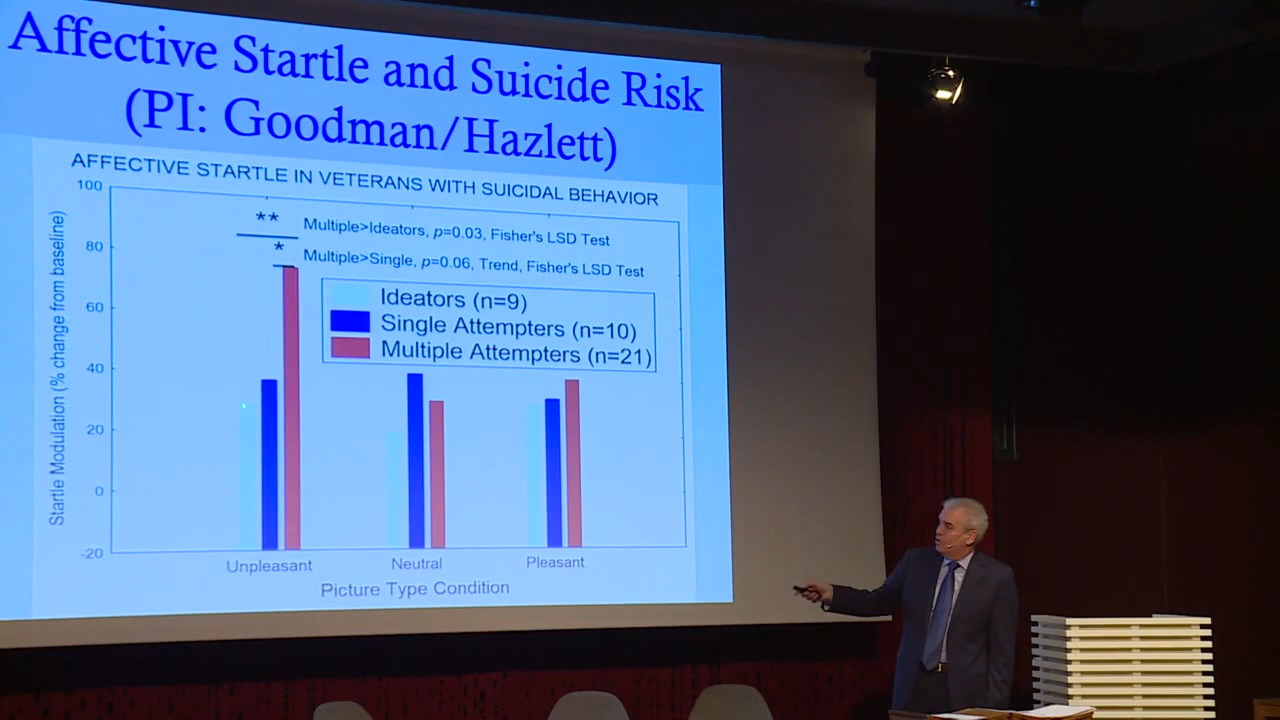 Affective Startle and Suicide Risk
(PI: Goodman/Hazlett)
AFFECTIVE STARTLE IN VETERANS WITH SUICIDAL BEHAVIOR
100
80
60
40
20
0
-20
Startle Modulation (% change from baseline)
** Multiple>Ideators, p=0.03, Fisher's LSD Test
* Multiple>Single, p=0.06, Trend, Fisher's LSD Test
Ideators (n=9)
Single Attempters (n=10)
Multiple Attempters (n=21)
Unpleasant Neutral Pleasant
Picture Type Condition